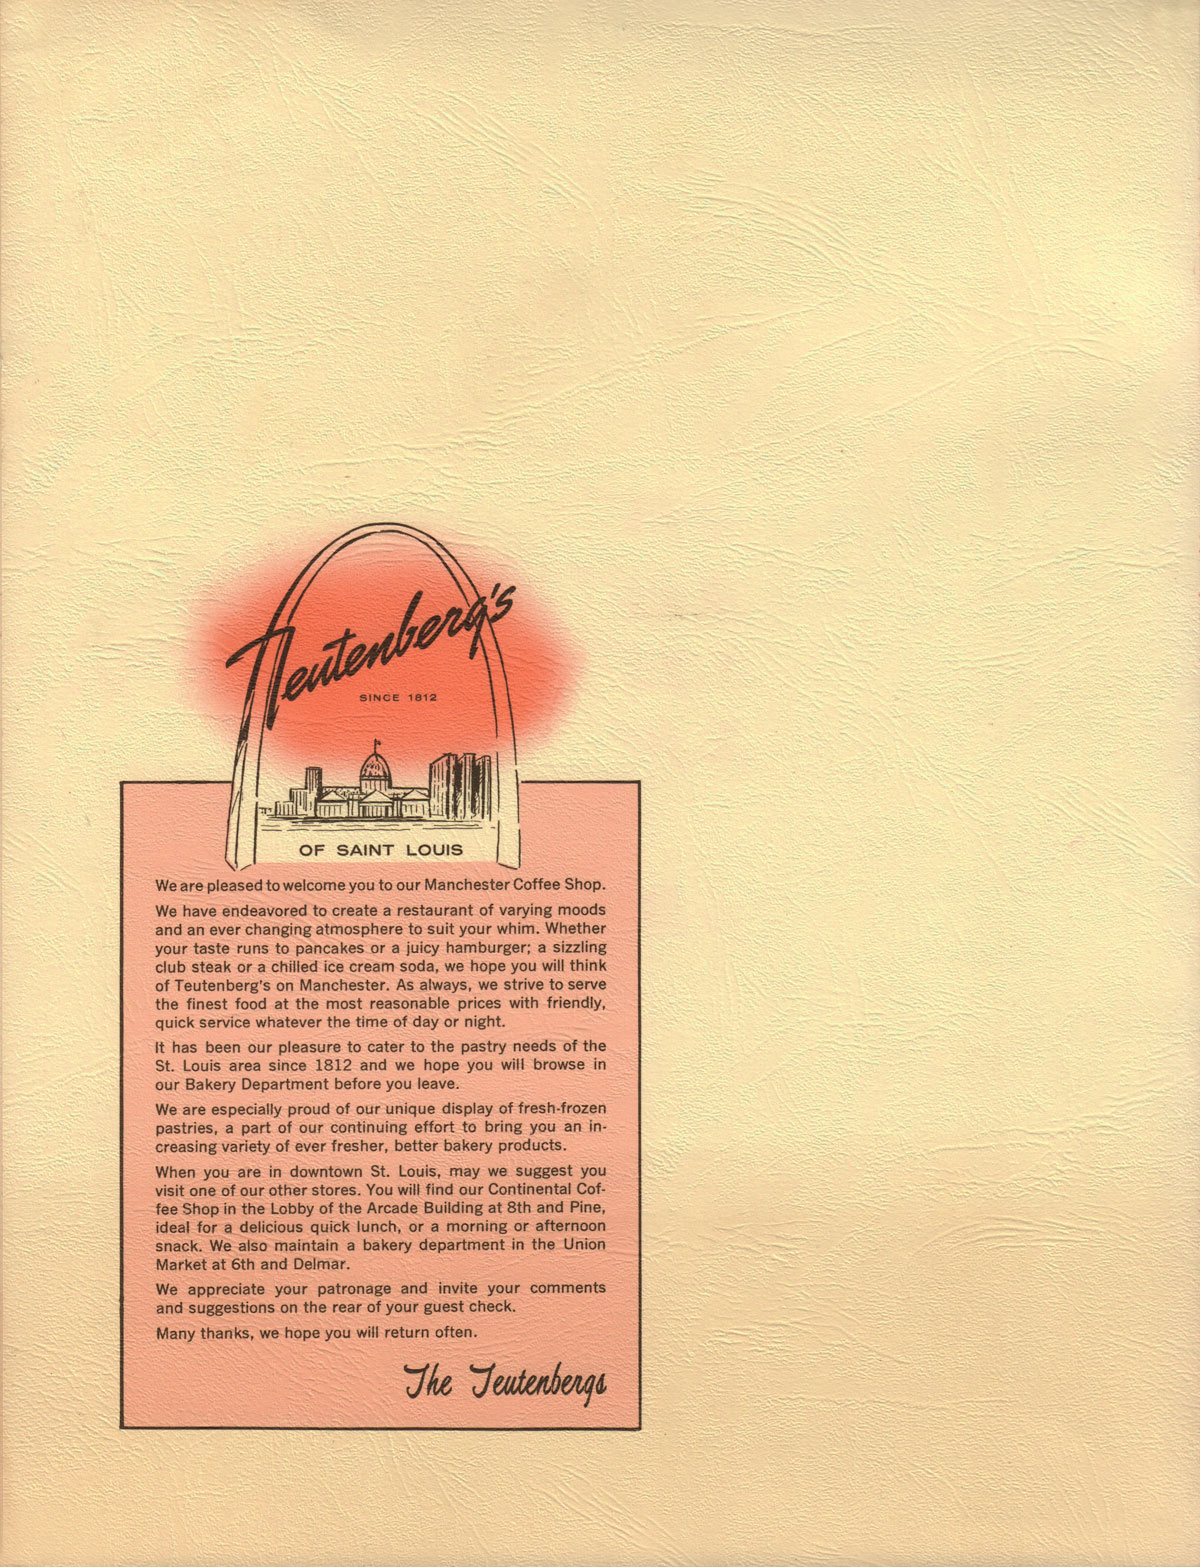 Teutenberg's
SINCE 1812
OF SAINT LOUIS
We are pleased to welcome you to our Manchester Coffee Shop.
We have endeavored to create a restaurant of varying moods
and an ever changing atmosphere to suit your whim. Whether
your taste runs to pancakes or a juicy hamburger; a sizzling
club steak or a chilled ice cream soda, we hope you will think
of Teutenberg's on Manchester. As always, we strive to serve
the finest food at the most reasonable prices with friendly,
quick service whatever the time of day or night.
It has been our pleasure to cater to the pastry needs of the
St. Louis area since 1812 and we hope you will browse in
our Bakery Department before you leave.
We are especially proud of our unique display of fresh-frozen
pastries, a part of our continuing effort to bring you an in-
creasing variety of ever fresher, better bakery products.
When you are in downtown St. Louis, may we suggest you
visit one of our other stores. You will find our Continental Cof-
fee Shop in the Lobby of the Arcade Building at 8th and Pine,
ideal for a delicious quick lunch, or a morning or afternoon
snack. We also maintain a bakery department in the Union
Market at 6th and Delmar.
We appreciate your patronage and invite your comments
and suggestions on the rear of your guest check.
Many thanks, we hope you will return often.
The Teutenbergs